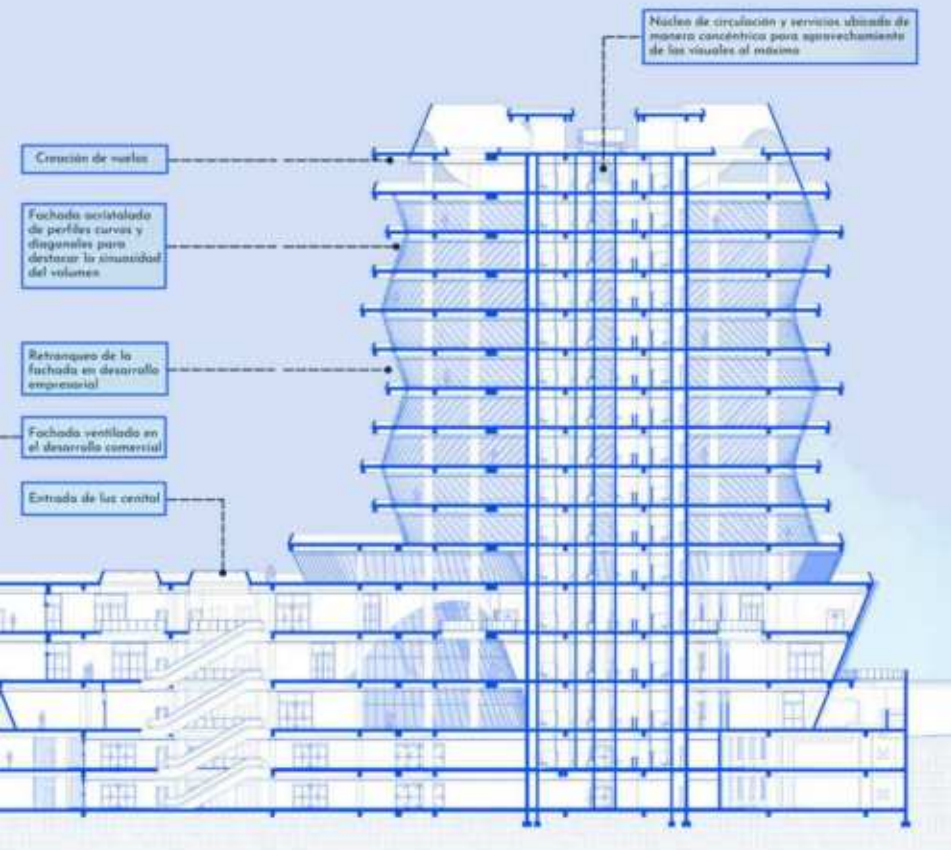 Núcleo de circulación y servicios ubicado de
manera concéntrica para aprovechamiento
de las visuales al máximo
Creación de vuelos
Fachada acristalada
de perfiles curvos y
diagonales para
destacar la sinuosidad
del volumen
Retranqueo de la
fachada en desarrollo
empresarial
Fachada ventilada en
el desarrollo comercial
Entrada de luz cenital